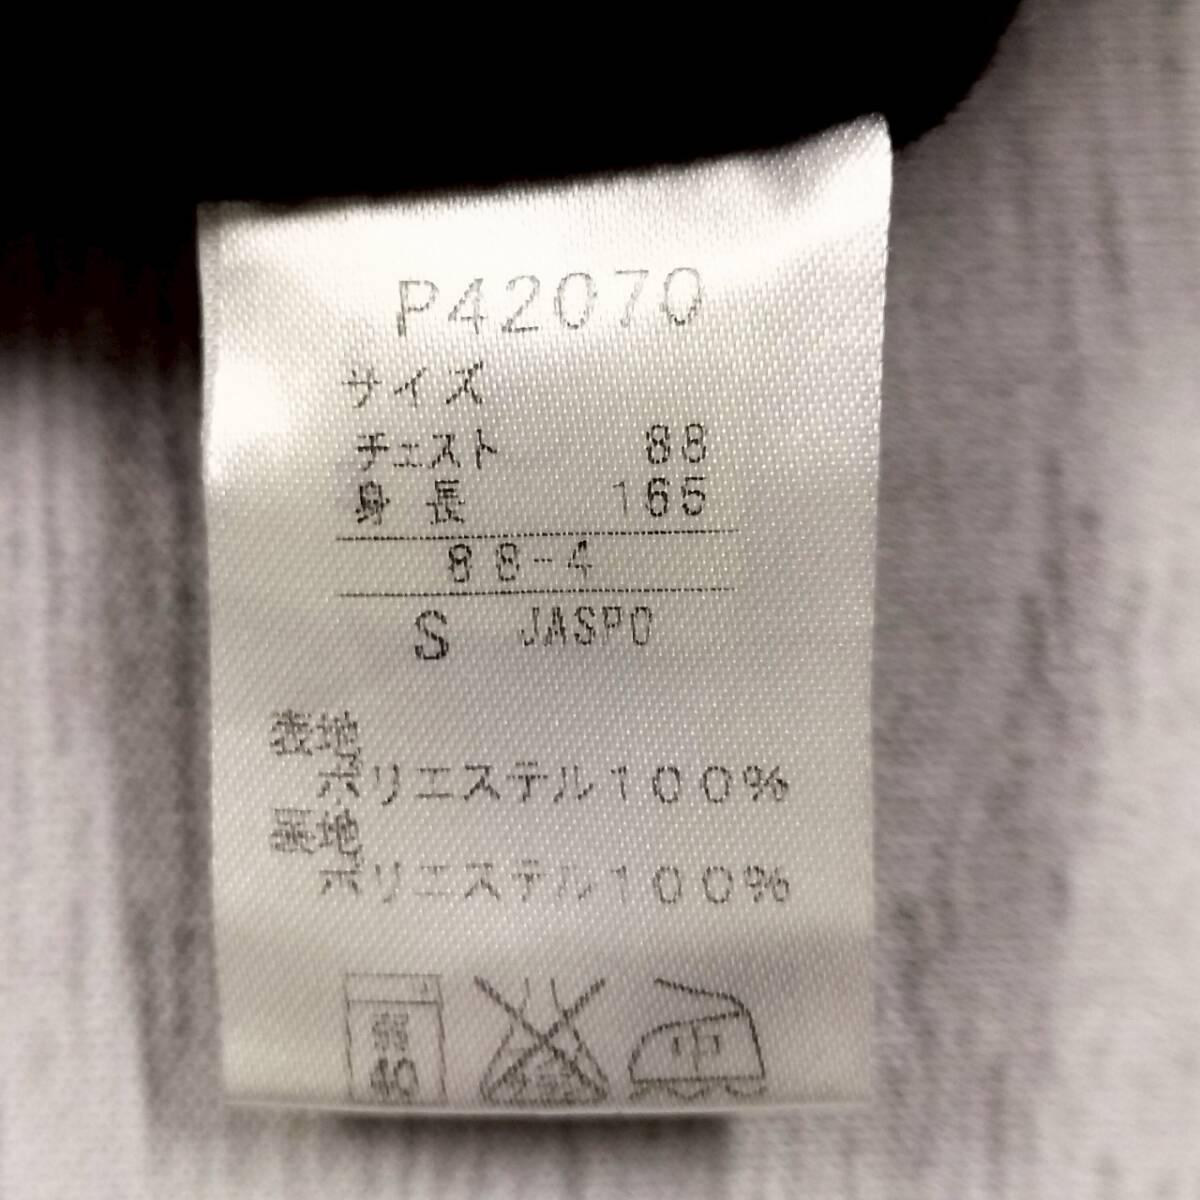 P42070
サイズ
チェスト 88
身長 165
88-4
S JASPO
表地
ポリエステル100%
裏地
ポリエステル100%
弱
40
中